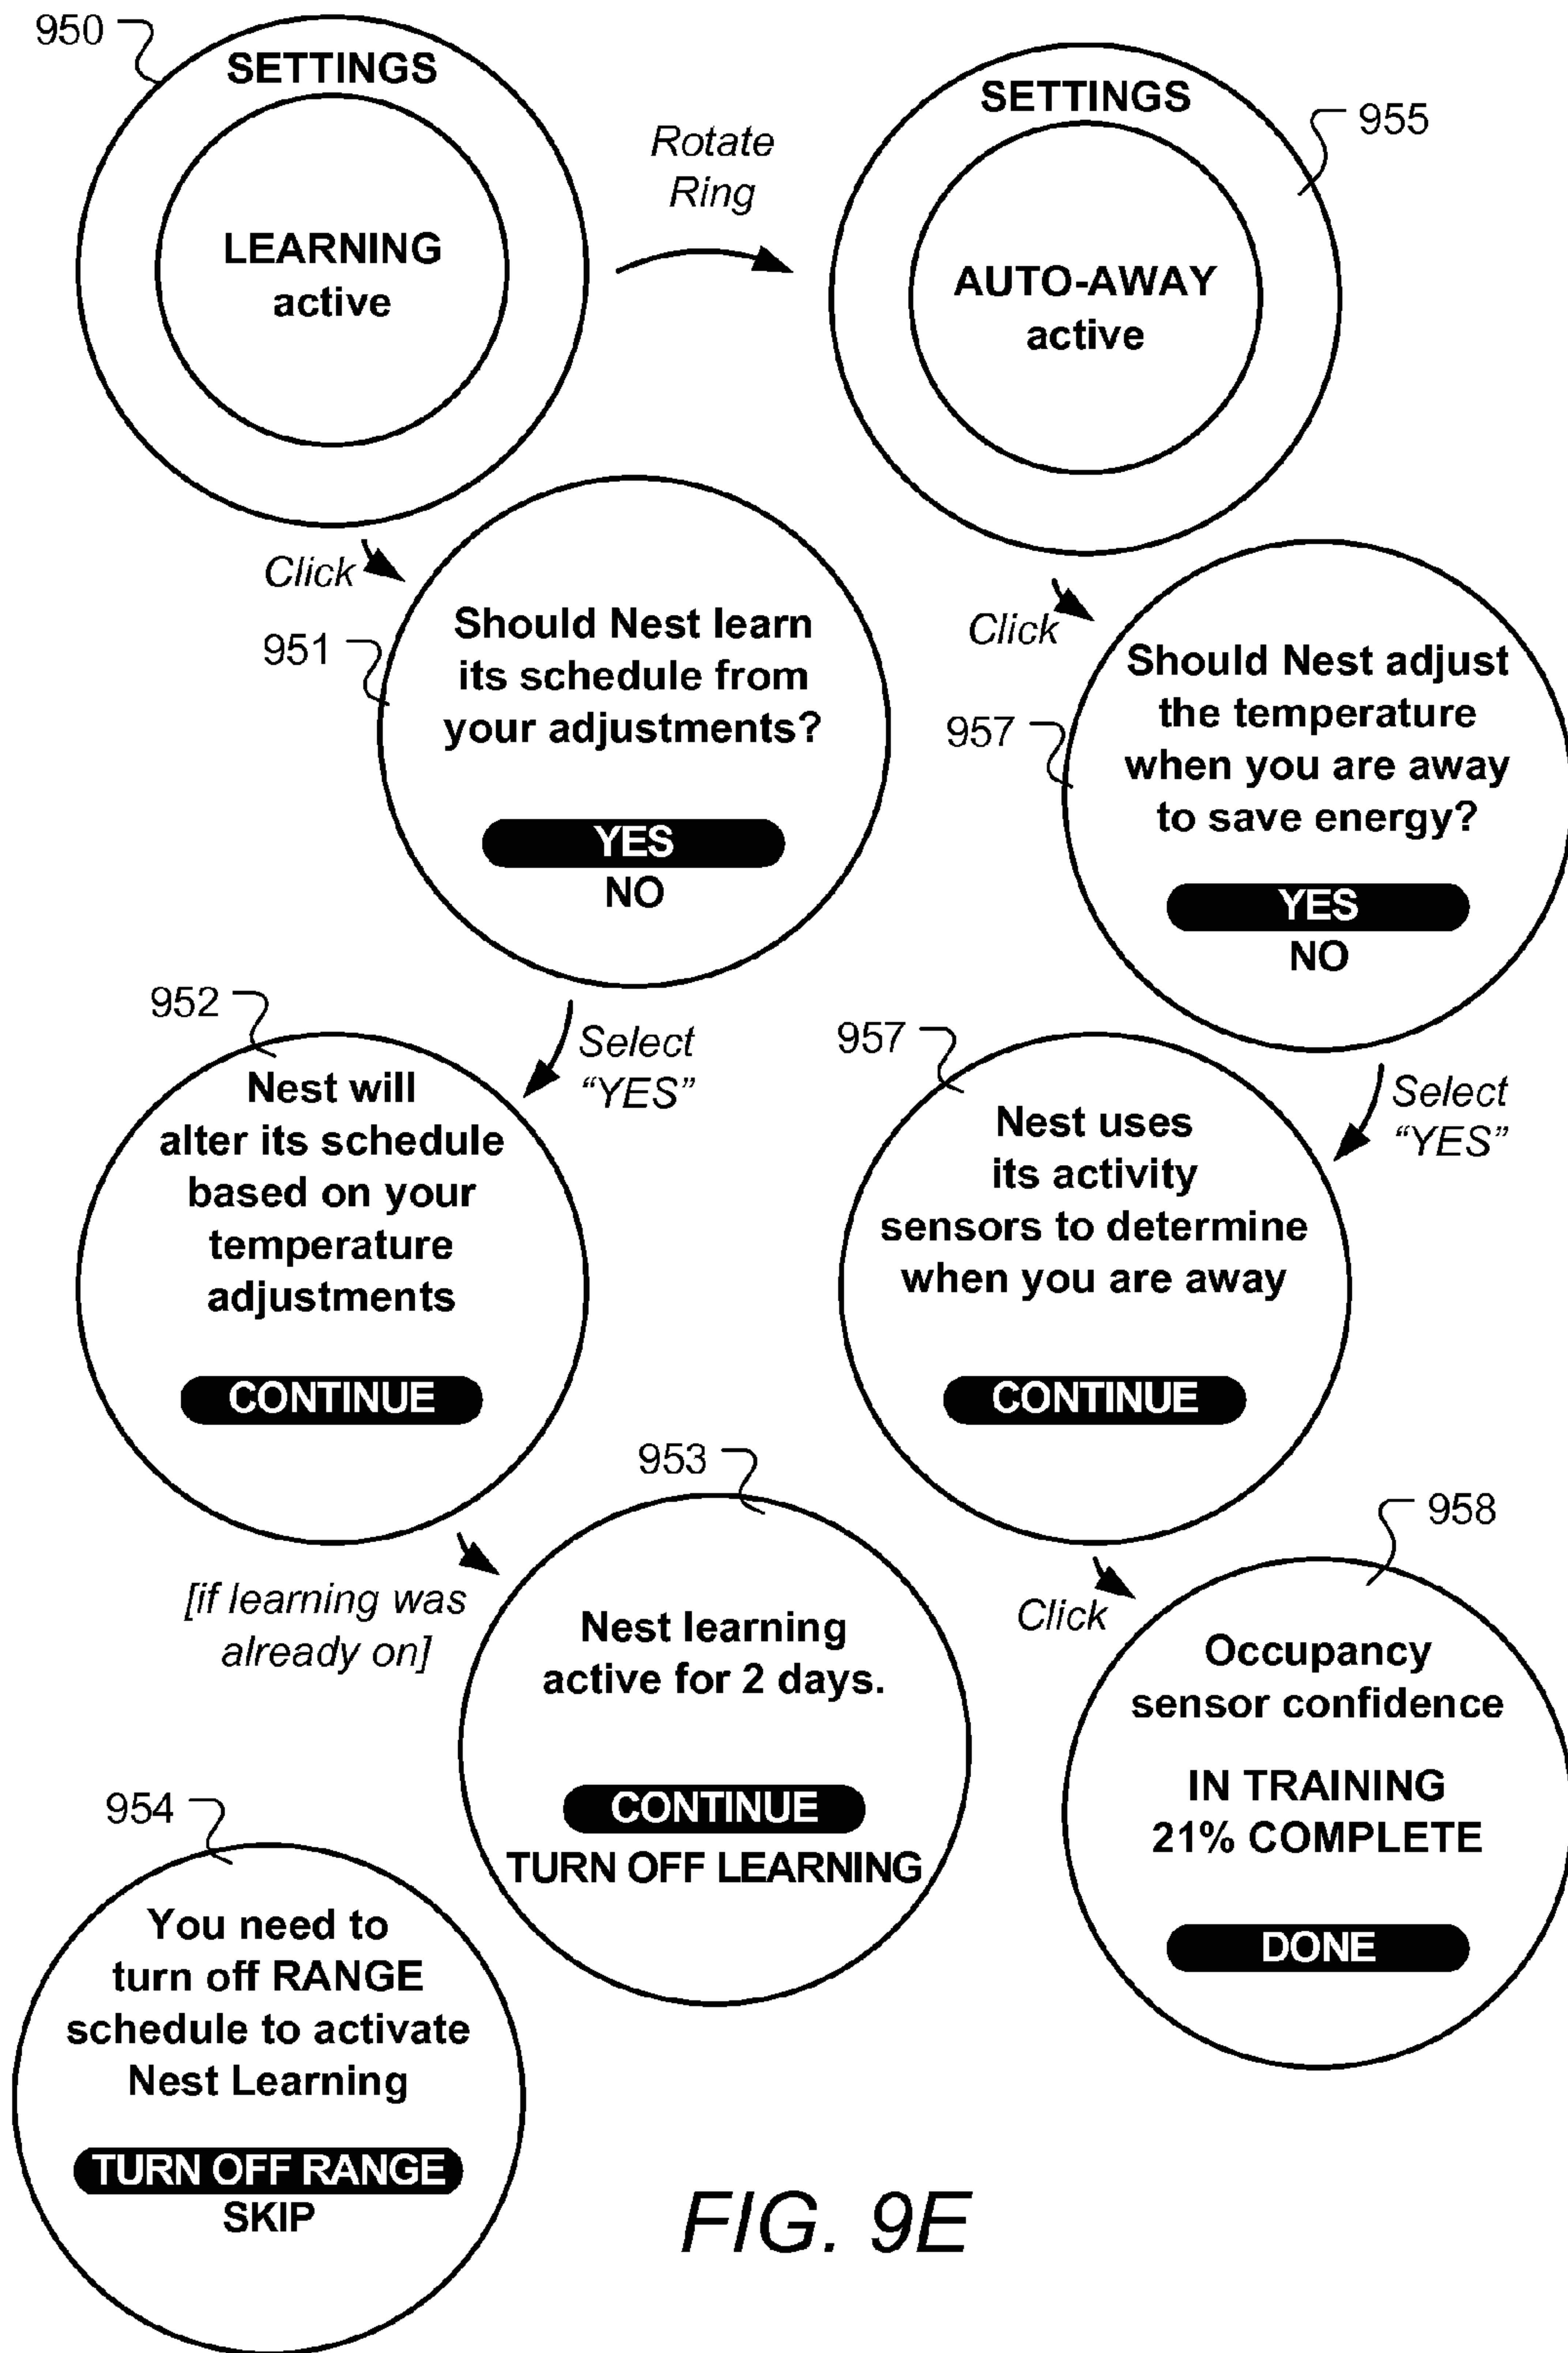 950
SETTINGS
LEARNING
active
Rotate
Ring
SETTINGS
955
AUTO-AWAY
active
Click
951
Should Nest learn
its schedule from
your adjustments?
YES
NO
Click
957
Should Nest adjust
the temperature
when you are away
to save energy?
YES
NO
952
Select
“YES”
Nest will
alter its schedule
based on your
temperature
adjustments
CONTINUE
957
Select
“YES”
Nest uses
its activity
sensors to determine
when you are away
CONTINUE
[if learning was
already on]
953
Nest learning
active for 2 days.
CONTINUE
TURN OFF LEARNING
Click
958
Occupancy
sensor confidence
IN TRAINING
21% COMPLETE
DONE
954
You need to
turn off RANGE
schedule to activate
Nest Learning
TURN OFF RANGE
SKIP
FIG. 9E